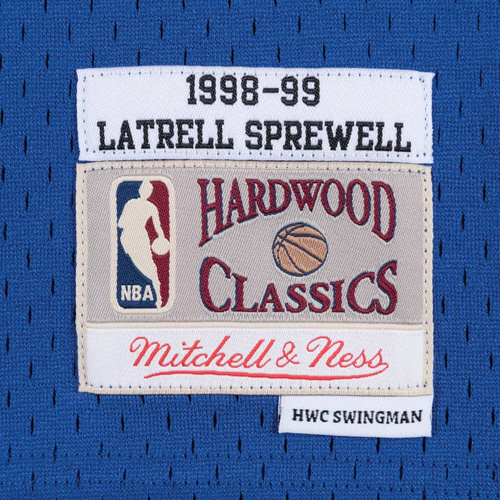 1998-99
LATRELL SPREWELL
HARDWOOD
CLASSICS
NBA
Mitchell & Ness
HWC SWINGMAN